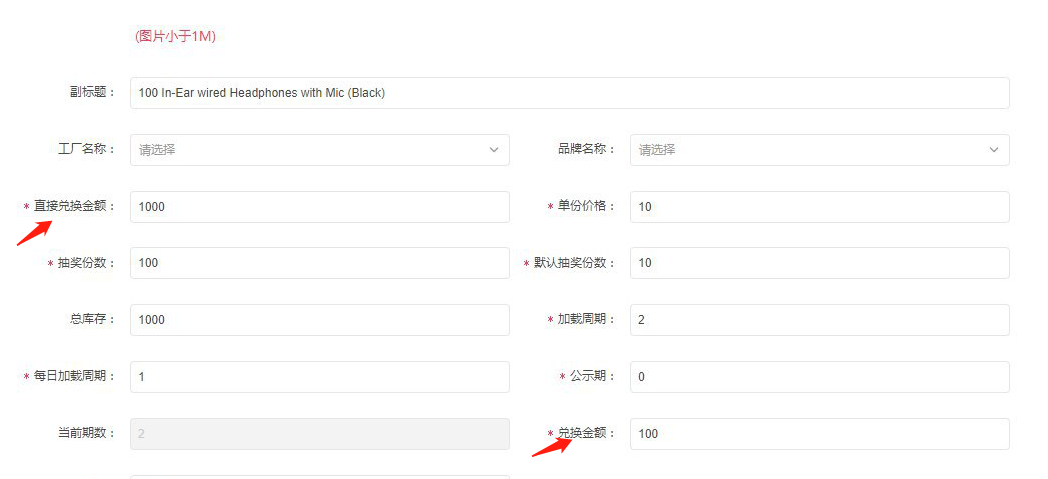 (图片小于1M)
副标题： 100 In-Ear wired Headphones with Mic (Black)
工厂名称： 请选择 品牌名称： 请选择
* 直接兑换金额： 1000 * 单份价格： 10
* 抽奖份数： 100 * 默认抽奖份数： 10
总库存： 1000 * 加载周期： 2
* 每日加载周期： 1 * 公示期： 0
当前期数： 2 * 兑换金额： 100